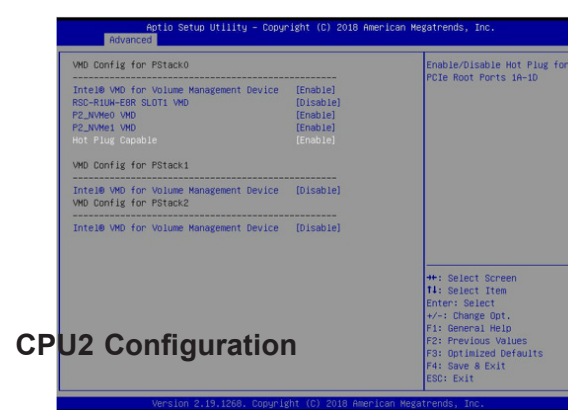 Aptio Setup Utility – Copyright (C) 2018 American Megatrends, Inc.
Advanced
VMD Config for PStack0
Intel® VMD for Volume Management Device [Enable]
RSC-R1UW-E8R SLOT1 VMD [Disable]
P2_NVMe0 VMD [Enable]
P2_NVMe1 VMD [Enable]
Hot Plug Capable [Enable]
VMD Config for PStack1
Intel® VMD for Volume Management Device [Disable]
VMD Config for PStack2
Intel® VMD for Volume Management Device [Disable]
Enable/Disable Hot Plug for
PCIe Root Ports 1A-1D
→←: Select Screen
↑↓: Select Item
Enter: Select
+/-: Change Opt.
F1: General Help
F2: Previous Values
F3: Optimized Defaults
F4: Save & Exit
ESC: Exit
CPU2 Configuration
Version 2.19.1268. Copyright (C) 2018 American Megatrends, Inc.